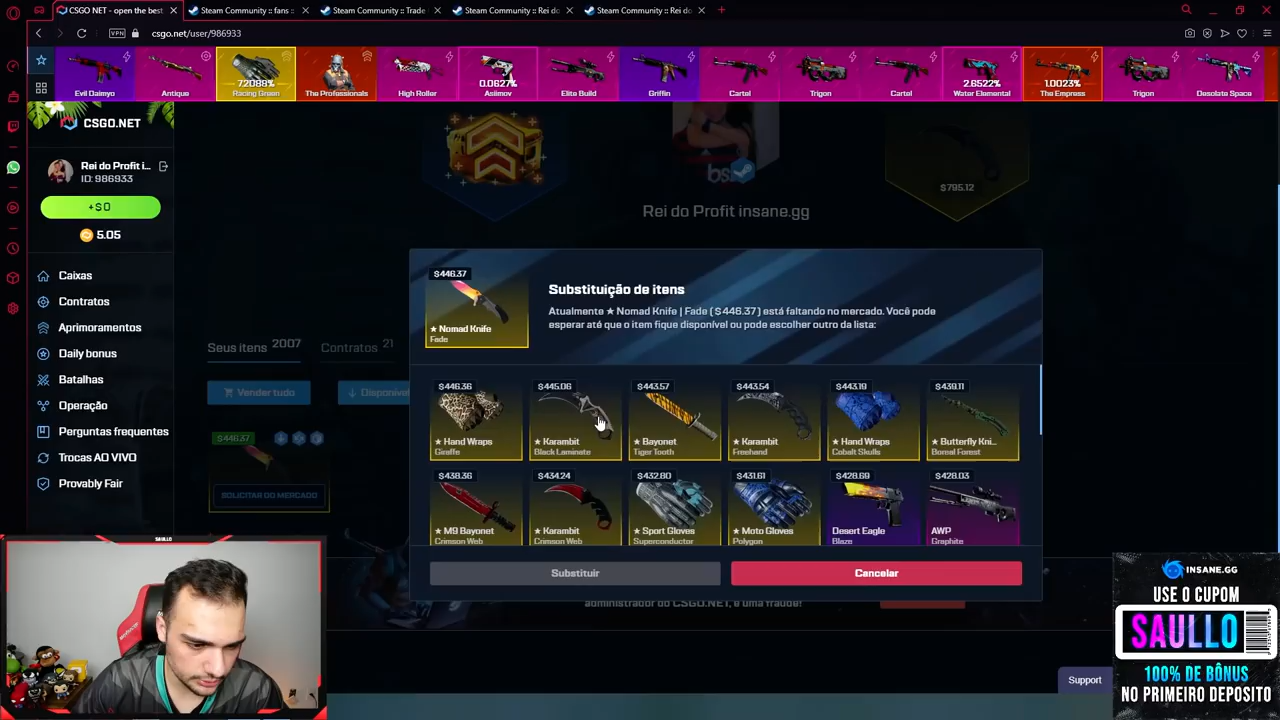 CSGO NET - open the best
Steam Community :: fans ::
Steam Community :: Trade
Steam Community :: Rei do
Steam Community :: Rei do
VPN
csgo.net/user/986933
Evil Daimyo
Antique
7.2099%
Racing Green
The Professionals
High Roller
0.0627%
Asiimov
Elite Build
Griffin
Cartel
Trigon
Cartel
2.6522%
Water Elemental
1.0023%
The Empress
Trigon
Desolate Space
CSGO.NET
Rei do Profit i...
ID: 986933
+$0
5.05
Caixas
Contratos
Aprimoramentos
Daily bonus
Batalhas
Operação
Perguntas frequentes
Trocas AO VIVO
Provably Fair
$795.12
Rei do Profit insane.gg
Seus itens 2007
Contratos 21
Vender tudo
Disponível
$446.37
SOLICITAR DO MERCADO
$446.37
★ Nomad Knife
Fade
Substituição de itens
Atualmente ★ Nomad Knife | Fade ($446.37) está faltando no mercado. Você pode
esperar até que o item fique disponível ou pode escolher outro da lista:
$446.36
★ Hand Wraps
Giraffe
$445.06
★ Karambit
Black Laminate
$443.57
★ Bayonet
Tiger Tooth
$443.54
★ Karambit
Freehand
$443.19
★ Hand Wraps
Cobalt Skulls
$439.11
★ Butterfly Kni...
Boreal Forest
$438.36
★ M9 Bayonet
Crimson Web
$434.24
★ Karambit
Crimson Web
$432.80
★ Sport Gloves
Superconductor
$431.61
★ Moto Gloves
Polygon
$428.69
Desert Eagle
Blaze
$428.03
AWP
Graphite
Substituir
Cancelar
administrador do CSGO.NET, é uma fraude!
Support
SAULLO
INSANE.GG
USE O CUPOM
SAULLO
100% DE BÔNUS
NO PRIMEIRO DEPÓSITO